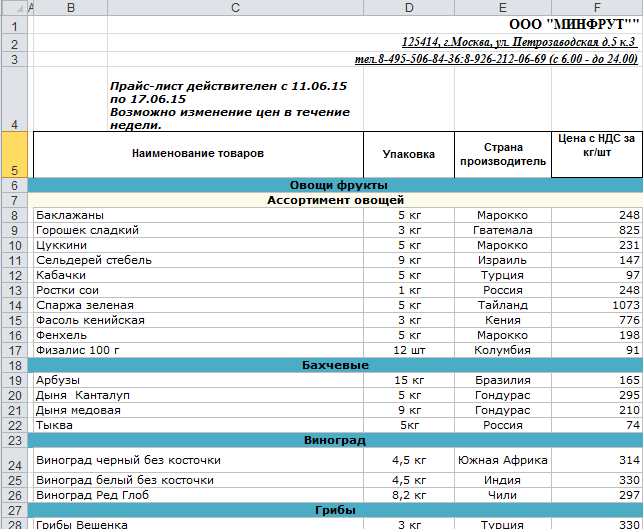 A B C D E F
1 ООО "МИНФРУТ""
2 125414, г.Москва, ул. Петрозаводская д.5 к.3
3 тел.8-495-506-84-36:8-926-212-06-69 (с 6.00 - до 24.00)
Прайс-лист действителен с 11.06.15
по 17.06.15
Возможно изменение цен в течение
4 недели.
5 Наименование товаров Упаковка Страна производитель Цена с НДС за кг/шт
6 Овощи фрукты
7 Ассортимент овощей
8 Баклажаны 5 кг Марокко 248
9 Горошек сладкий 3 кг Гватемала 825
10 Цуккини 5 кг Марокко 231
11 Сельдерей стебель 9 кг Израиль 147
12 Кабачки 5 кг Турция 97
13 Ростки сои 1 кг Россия 248
14 Спаржа зеленая 5 кг Тайланд 1073
15 Фасоль кенийская 3 кг Кения 776
16 Фенхель 5 кг Марокко 198
17 Физалис 100 г 12 шт Колумбия 91
18 Бахчевые
19 Арбузы 15 кг Бразилия 165
20 Дыня Канталуп 5 кг Гондурас 295
21 Дыня медовая 9 кг Гондурас 210
22 Тыква 5кг Россия 74
23 Виноград
24 Виноград черный без косточки 4,5 кг Южная Африка 314
25 Виноград белый без косточки 4,5 кг Индия 330
26 Виноград Ред Глоб 8,2 кг Чили 297
27 Грибы
28 Грибы Вешенка 3 кг Турция 330